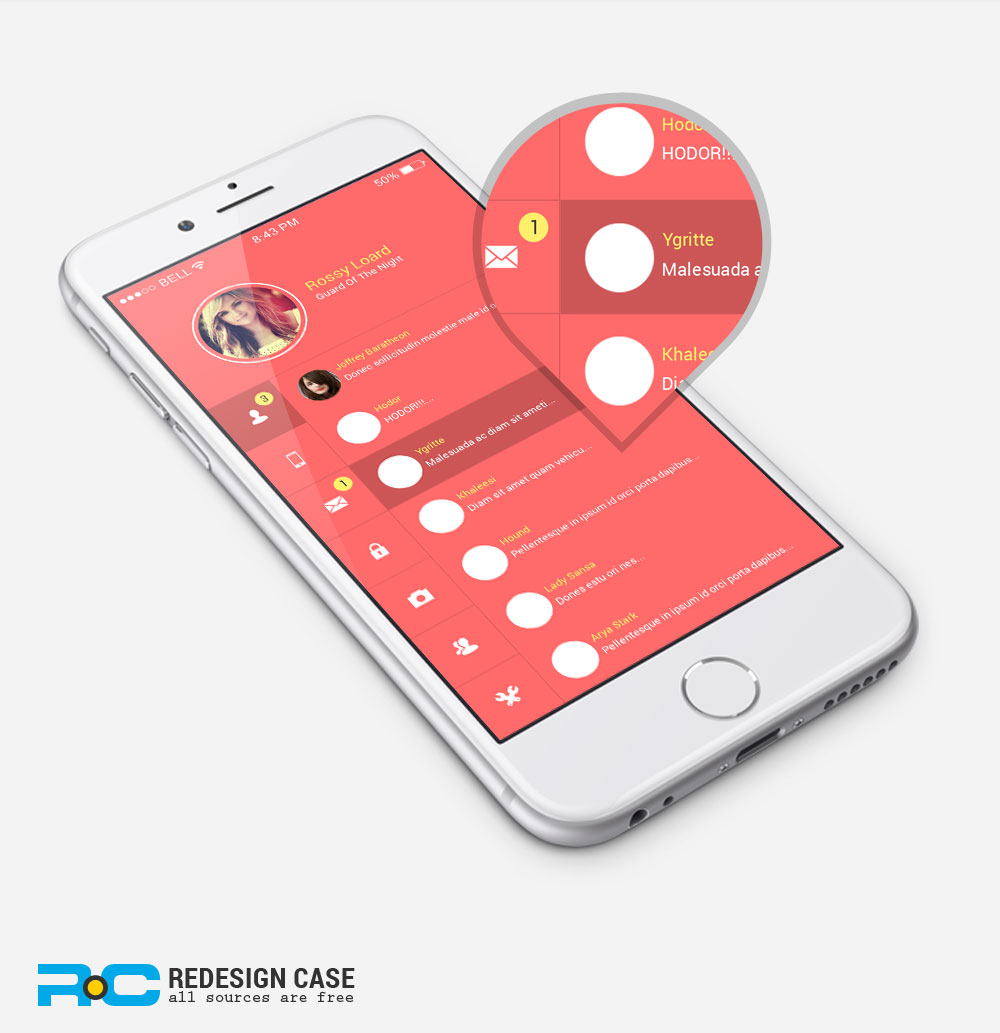 BELL
8:43 PM
50%
Rossy Loard
Guard Of The Night
3
1
Joffrey Baratheon
Donec sollicitudin molestie male id o
Hodor
HODOR!!!...
Ygritte
Malesuada ac diam sit ameti...
Khaleesi
Diam sit amet quam vehicu...
Hound
Pellentesque in ipsum id orci porta dapibus...
Lady Sansa
Dones estu ori nes...
Arya Stark
Pellentesque in ipsum id orci porta dapibus...
Hodo
HODOR!!..
1
Ygritte
Malesuada a
Khalee
Di
RC
REDESIGN CASE
all sources are free